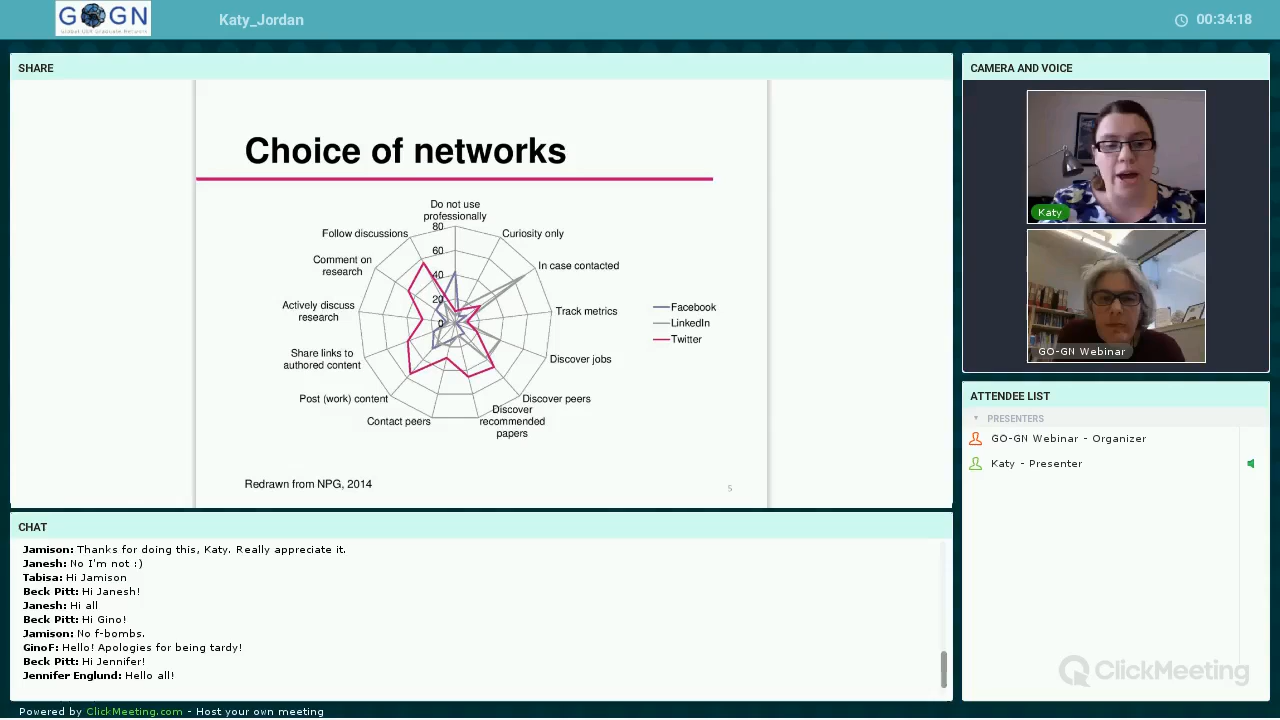 GOGN
Global OER Graduate Network
Katy_Jordan
00:34:18
SHARE
Choice of networks
Do not use
professionally
Curiosity only
In case contacted
Track metrics
Discover jobs
Discover peers
Discover
recommended
papers
Contact peers
Post (work) content
Share links to
authored content
Actively discuss
research
Comment on
research
Follow discussions
80
60
40
20
0
Facebook
LinkedIn
Twitter
Redrawn from NPG, 2014
5
CAMERA AND VOICE
Katy
GO-GN Webinar
ATTENDEE LIST
PRESENTERS
GO-GN Webinar - Organizer
Katy - Presenter
CHAT
Jamison: Thanks for doing this, Katy. Really appreciate it.
Janesh: No I'm not :)
Tabisa: Hi Jamison
Beck Pitt: Hi Janesh!
Janesh: Hi all
Beck Pitt: Hi Gino!
Jamison: No f-bombs.
GinoF: Hello! Apologies for being tardy!
Beck Pitt: Hi Jennifer!
Jennifer Englund: Hello all!
ClickMeeting
Powered by ClickMeeting.com - Host your own meeting